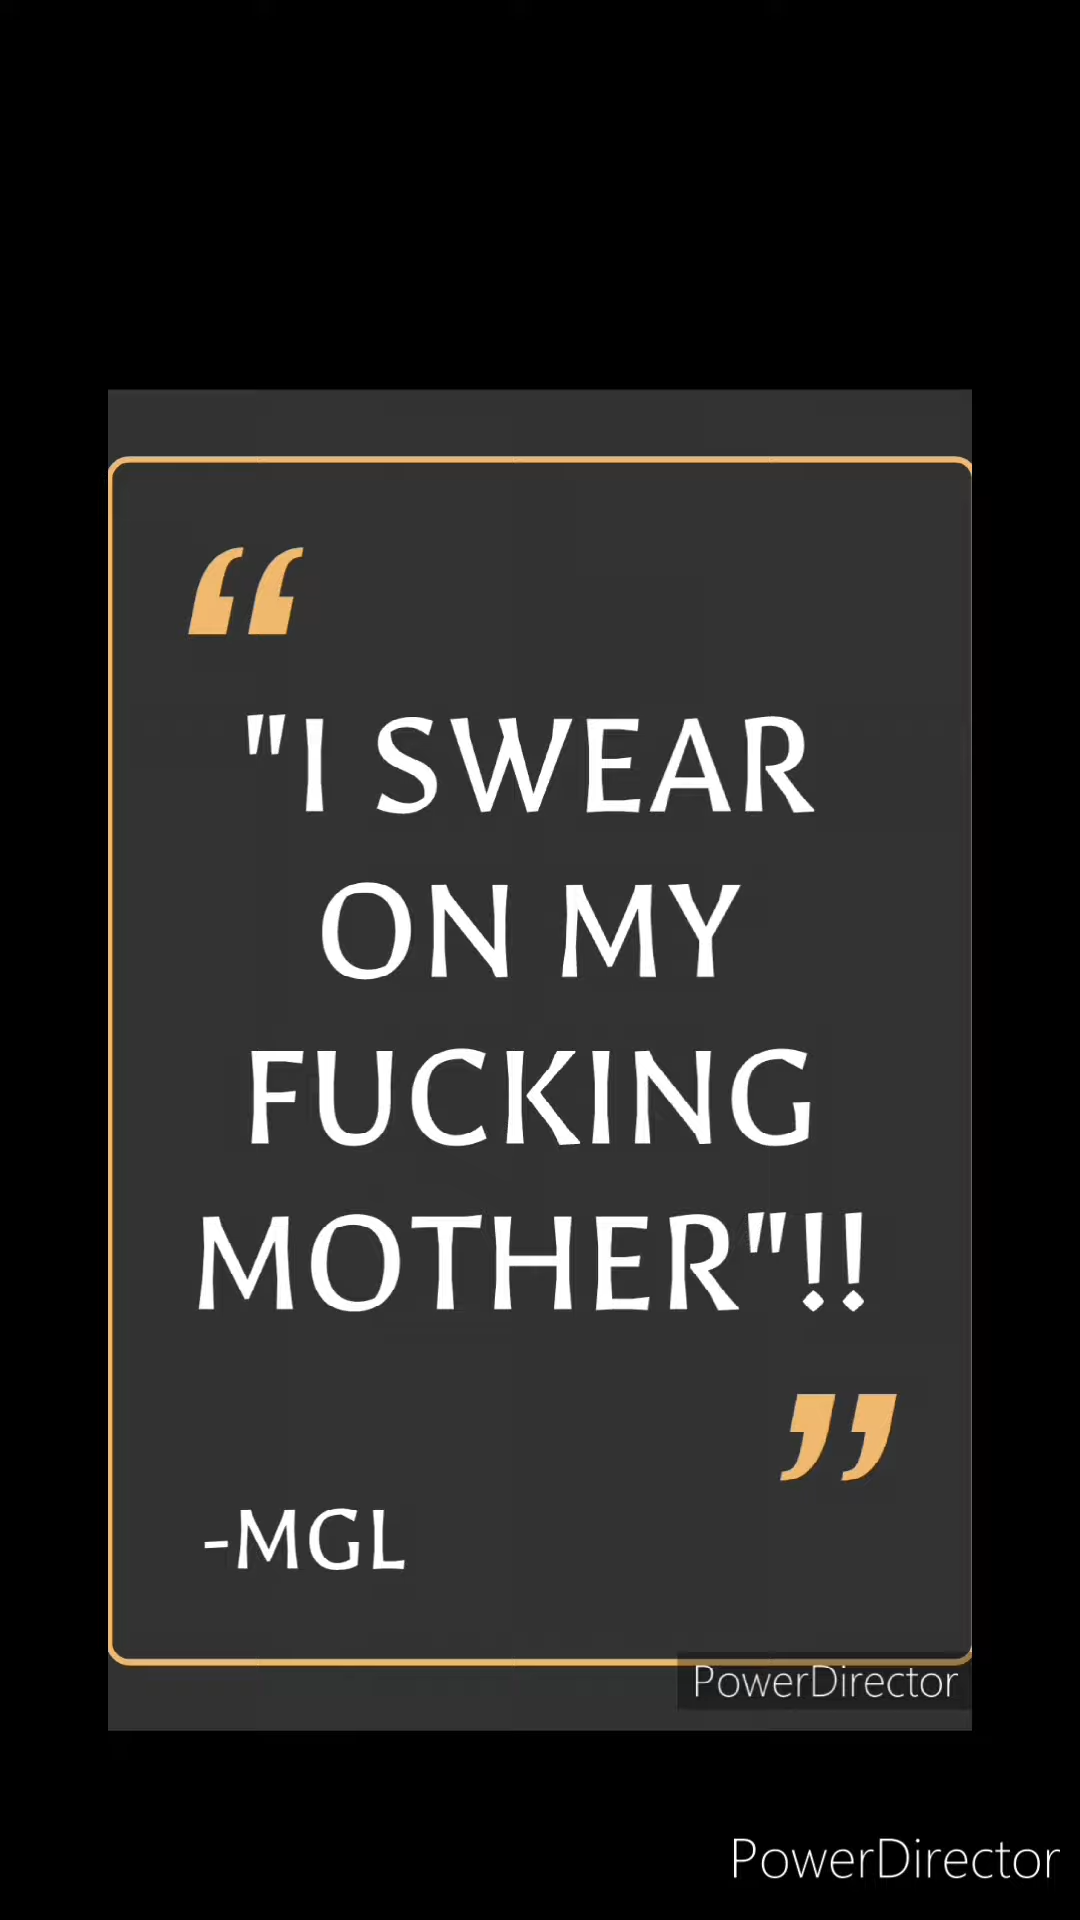 “
"I SWEAR
ON MY
FUCKING
MOTHER"!!
”
-MGL
PowerDirector
PowerDirector